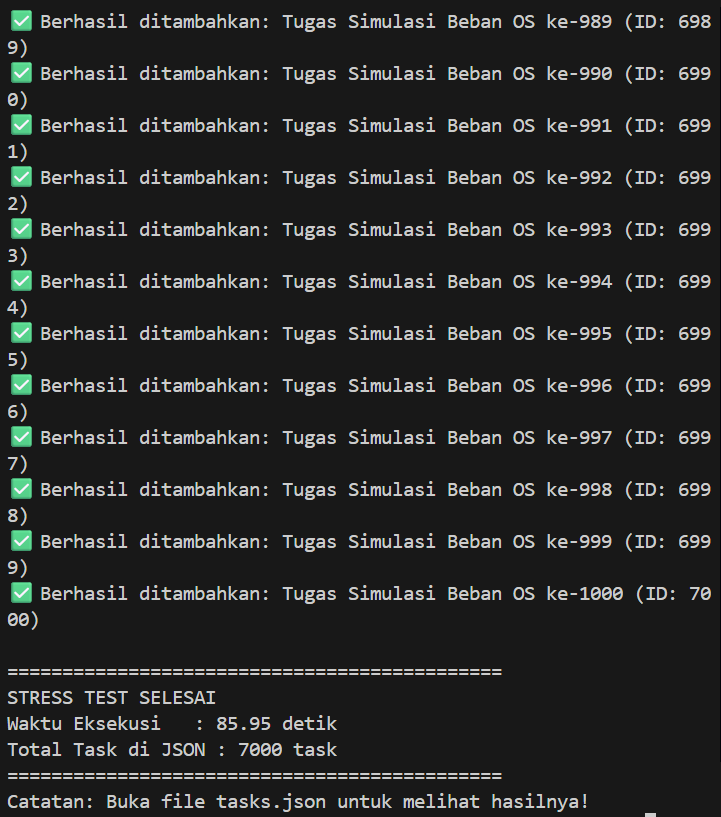 ✅ Berhasil ditambahkan: Tugas Simulasi Beban OS ke-989 (ID: 698
9)
✅ Berhasil ditambahkan: Tugas Simulasi Beban OS ke-990 (ID: 699
0)
✅ Berhasil ditambahkan: Tugas Simulasi Beban OS ke-991 (ID: 699
1)
✅ Berhasil ditambahkan: Tugas Simulasi Beban OS ke-992 (ID: 699
2)
✅ Berhasil ditambahkan: Tugas Simulasi Beban OS ke-993 (ID: 699
3)
✅ Berhasil ditambahkan: Tugas Simulasi Beban OS ke-994 (ID: 699
4)
✅ Berhasil ditambahkan: Tugas Simulasi Beban OS ke-995 (ID: 699
5)
✅ Berhasil ditambahkan: Tugas Simulasi Beban OS ke-996 (ID: 699
6)
✅ Berhasil ditambahkan: Tugas Simulasi Beban OS ke-997 (ID: 699
7)
✅ Berhasil ditambahkan: Tugas Simulasi Beban OS ke-998 (ID: 699
8)
✅ Berhasil ditambahkan: Tugas Simulasi Beban OS ke-999 (ID: 699
9)
✅ Berhasil ditambahkan: Tugas Simulasi Beban OS ke-1000 (ID: 70
00)
=============================================
STRESS TEST SELESAI
Waktu Eksekusi   : 85.95 detik
Total Task di JSON : 7000 task
=============================================
Catatan: Buka file tasks.json untuk melihat hasilnya!